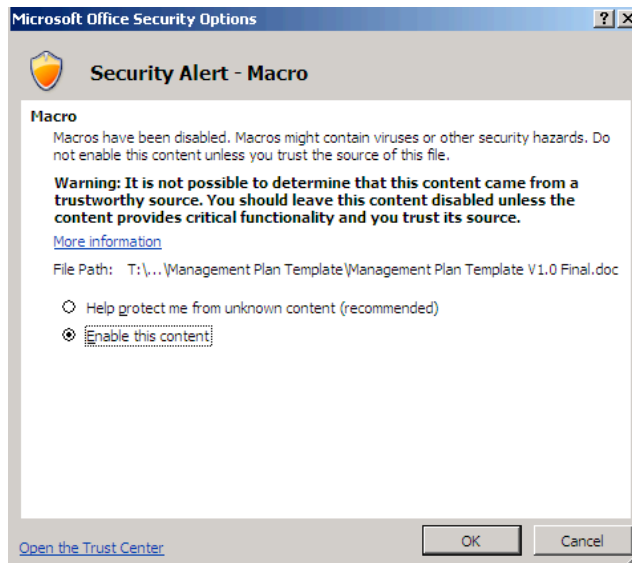 Microsoft Office Security Options
Security Alert - Macro
Macro
Macros have been disabled. Macros might contain viruses or other security hazards. Do
not enable this content unless you trust the source of this file.
Warning: It is not possible to determine that this content came from a
trustworthy source. You should leave this content disabled unless the
content provides critical functionality and you trust its source.
More information
File Path: T:\...\Management Plan Template\Management Plan Template V1.0 Final.doc
Help protect me from unknown content (recommended)
Enable this content
Open the Trust Center
OK
Cancel